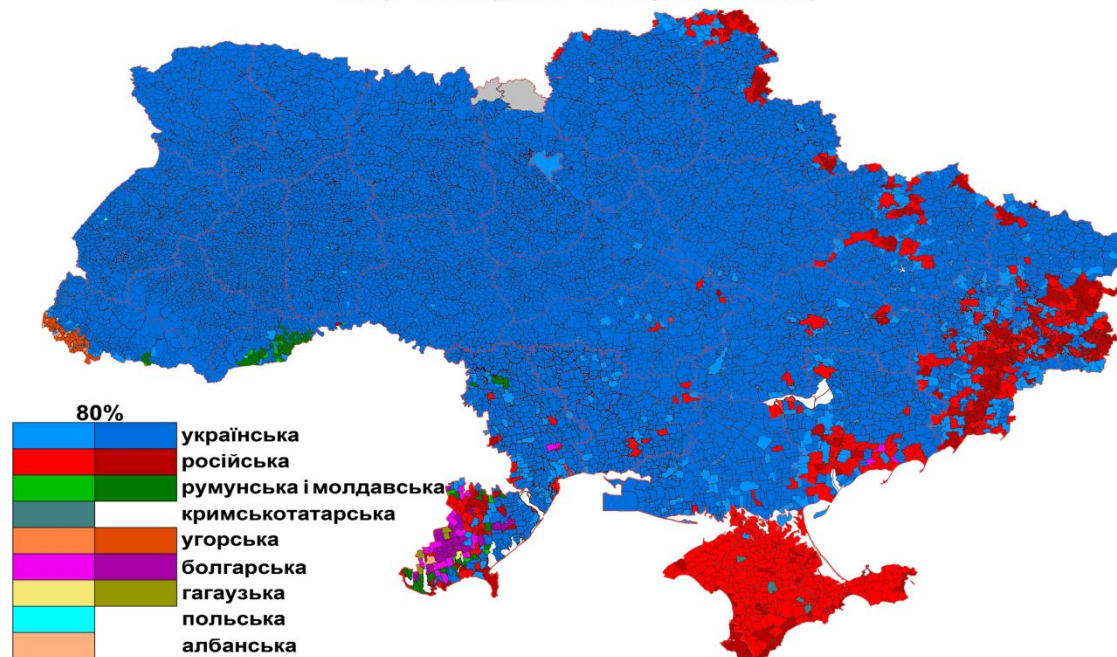 80%
українська
російська
румунська і молдавська
кримськотатарська
угорська
болгарська
гагаузька
польська
албанська